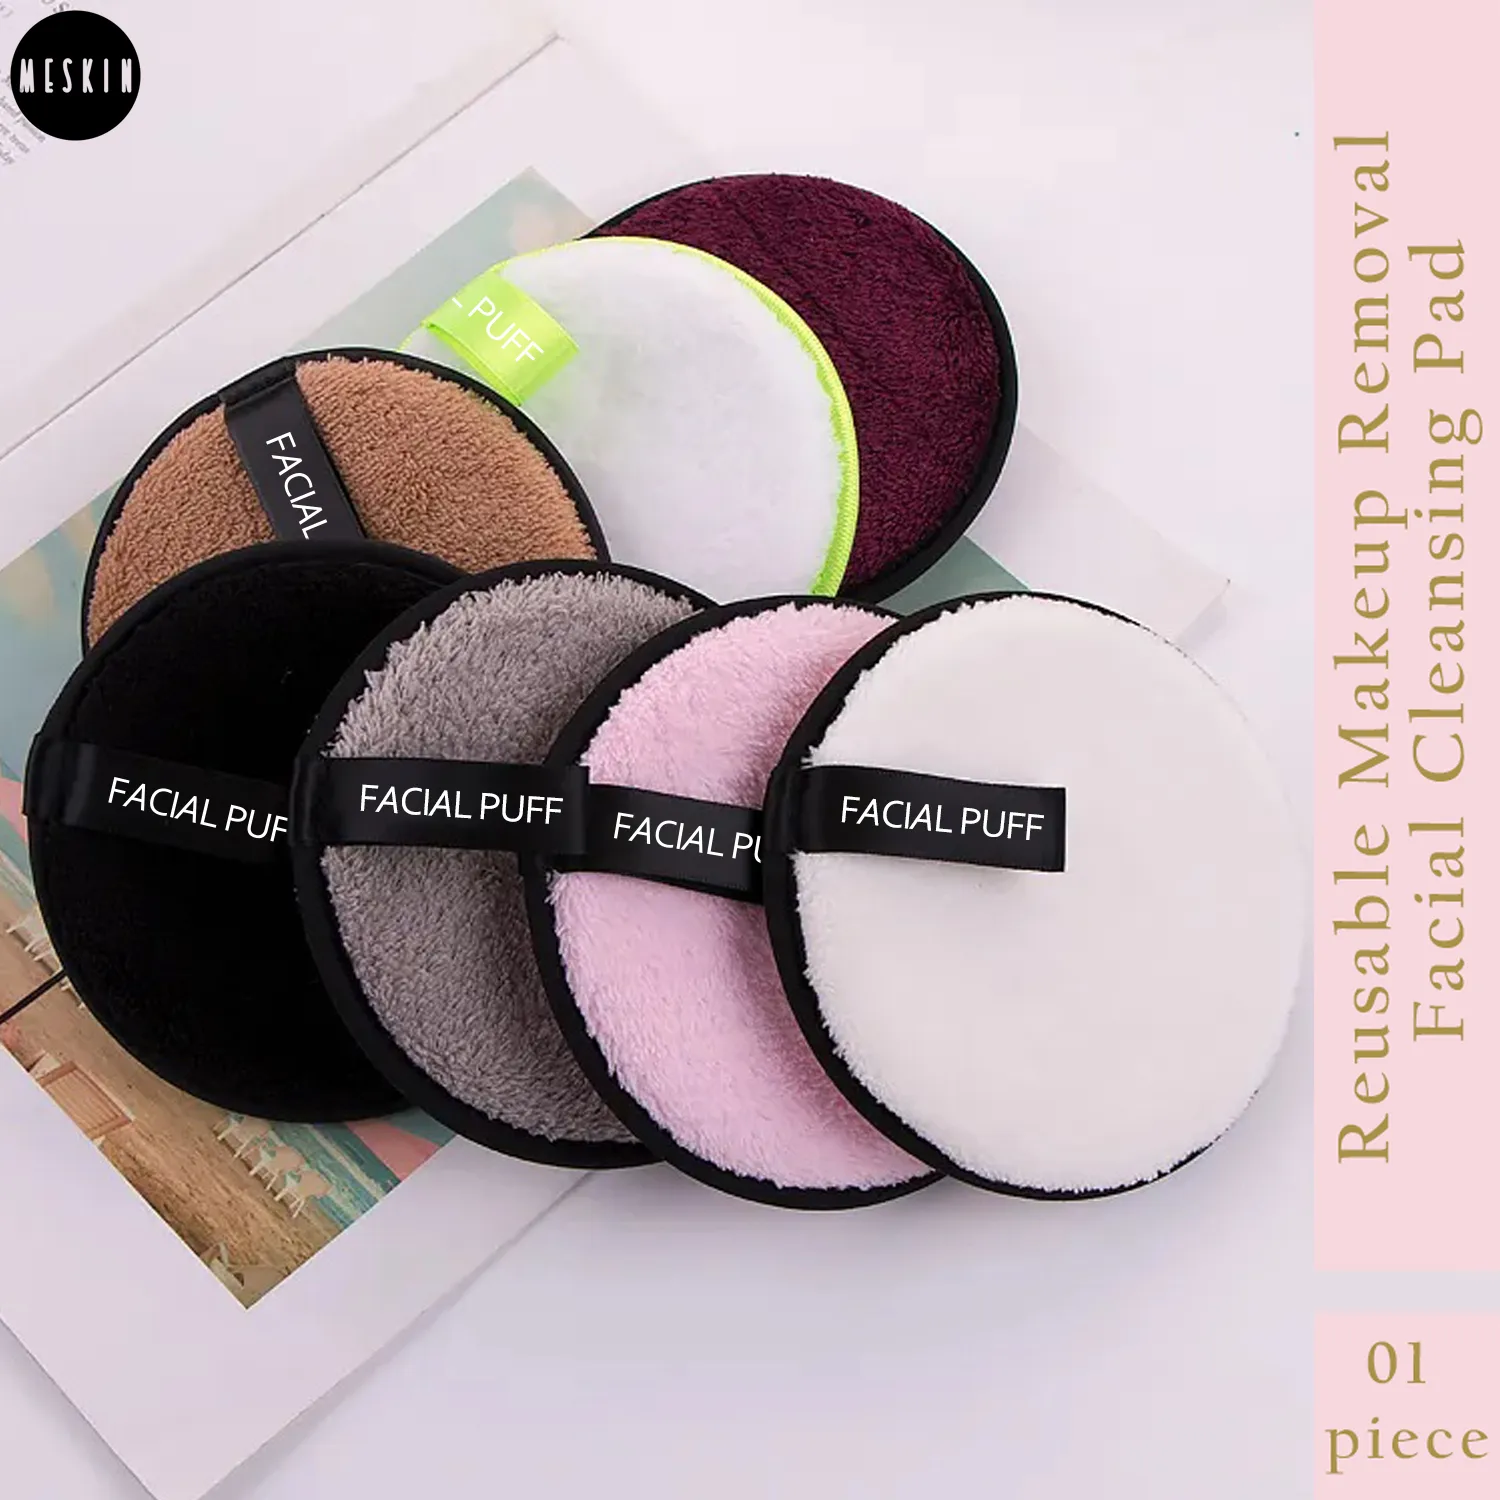 MESKIN
L PUFF
FACIAL
FACIAL PUF
FACIAL PUFF
FACIAL PU
FACIAL PUFF
Reusable Makeup Removal
Facial Cleansing Pad
01
piece